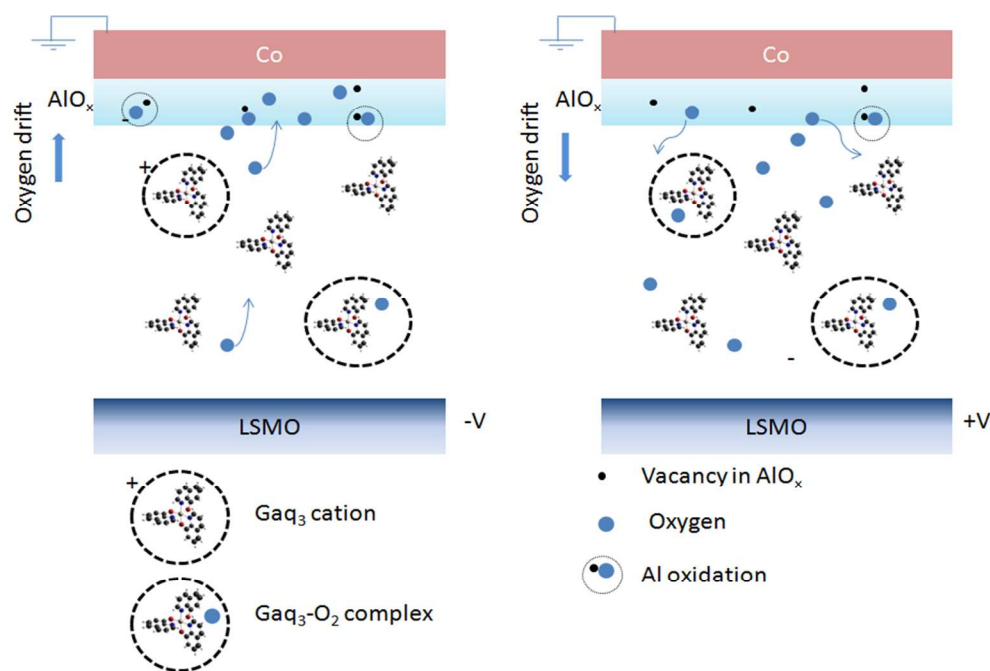 Co
AlOₓ
-
Oxygen drift
+
LSMO
-V
Co
AlOₓ
Oxygen drift
-
LSMO
+V
+
Gaq₃ cation
Gaq₃-O₂ complex
Vacancy in AlOₓ
Oxygen
Al oxidation